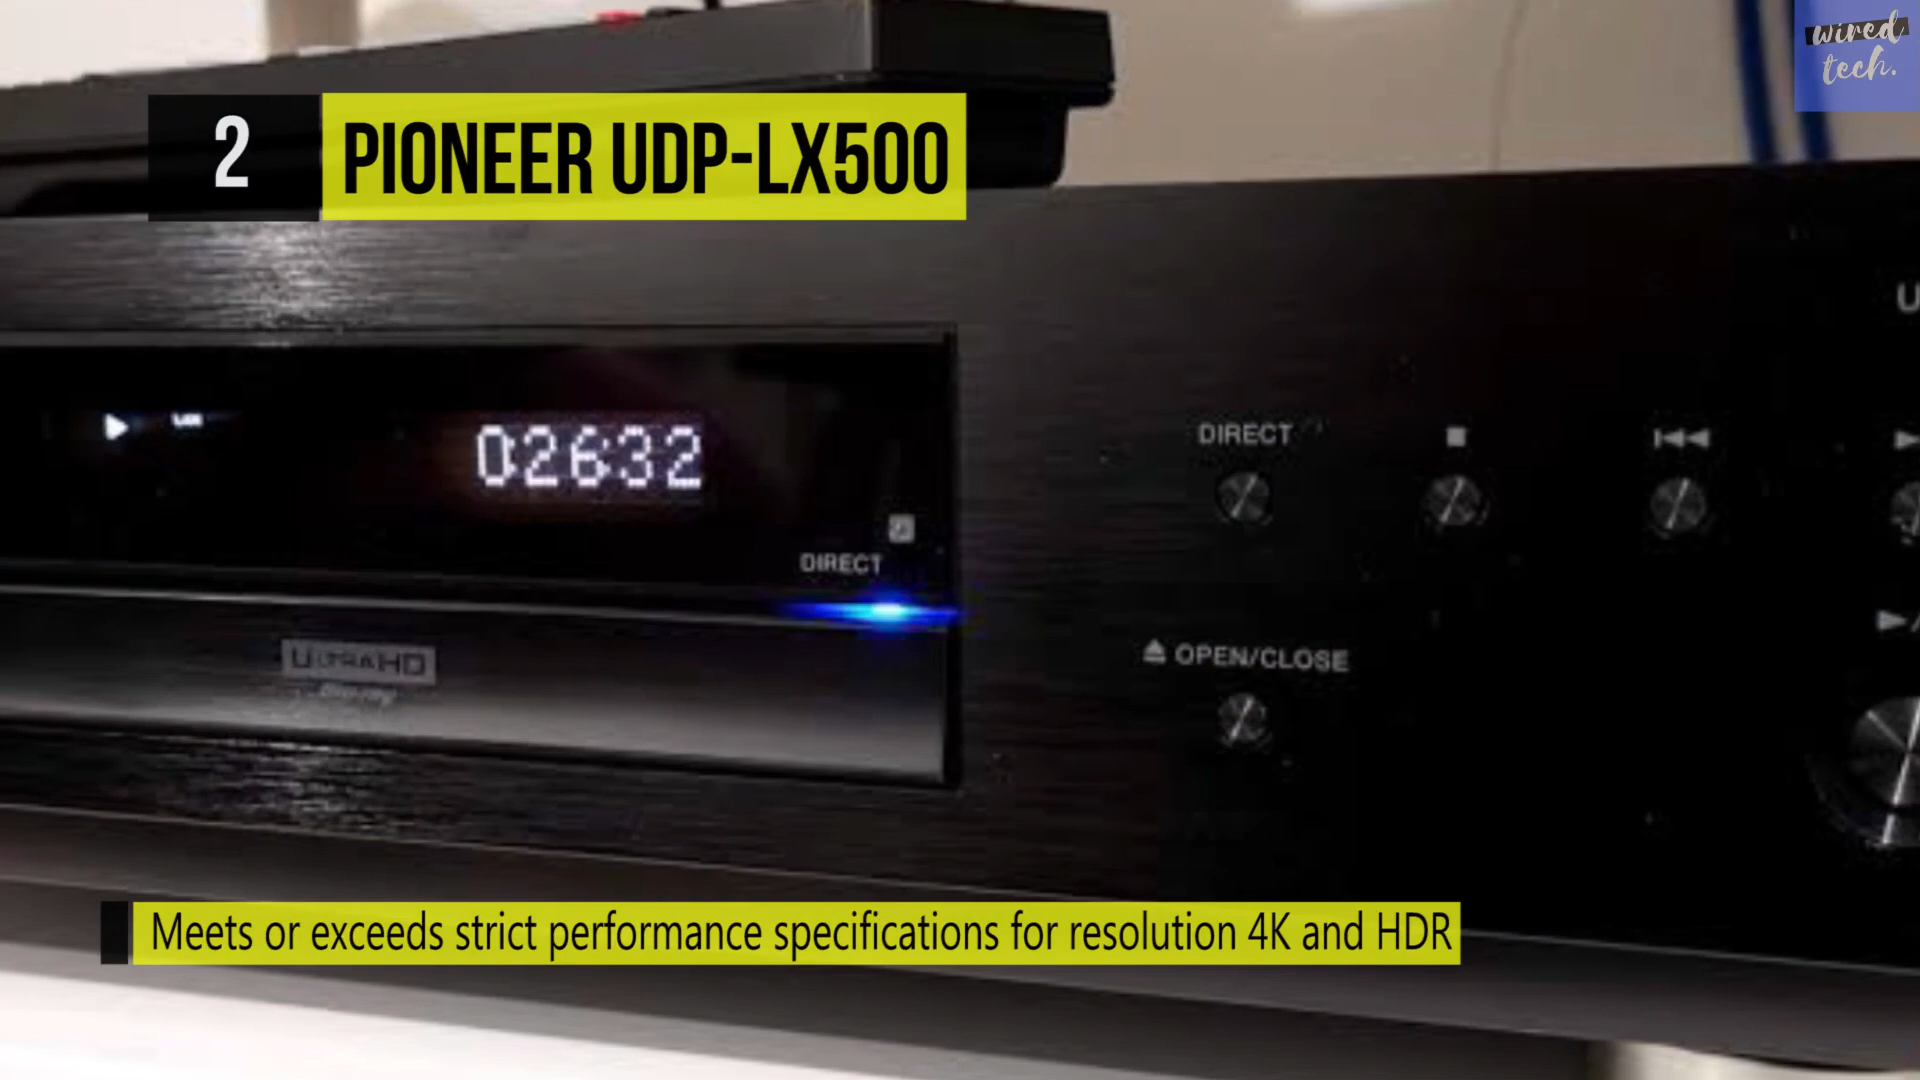 wired
tech.
2 PIONEER UDP-LX500
U
02632
DIRECT
DIRECT
ULTRAHD
OPEN/CLOSE
Meets or exceeds strict performance specifications for resolution 4K and HDR